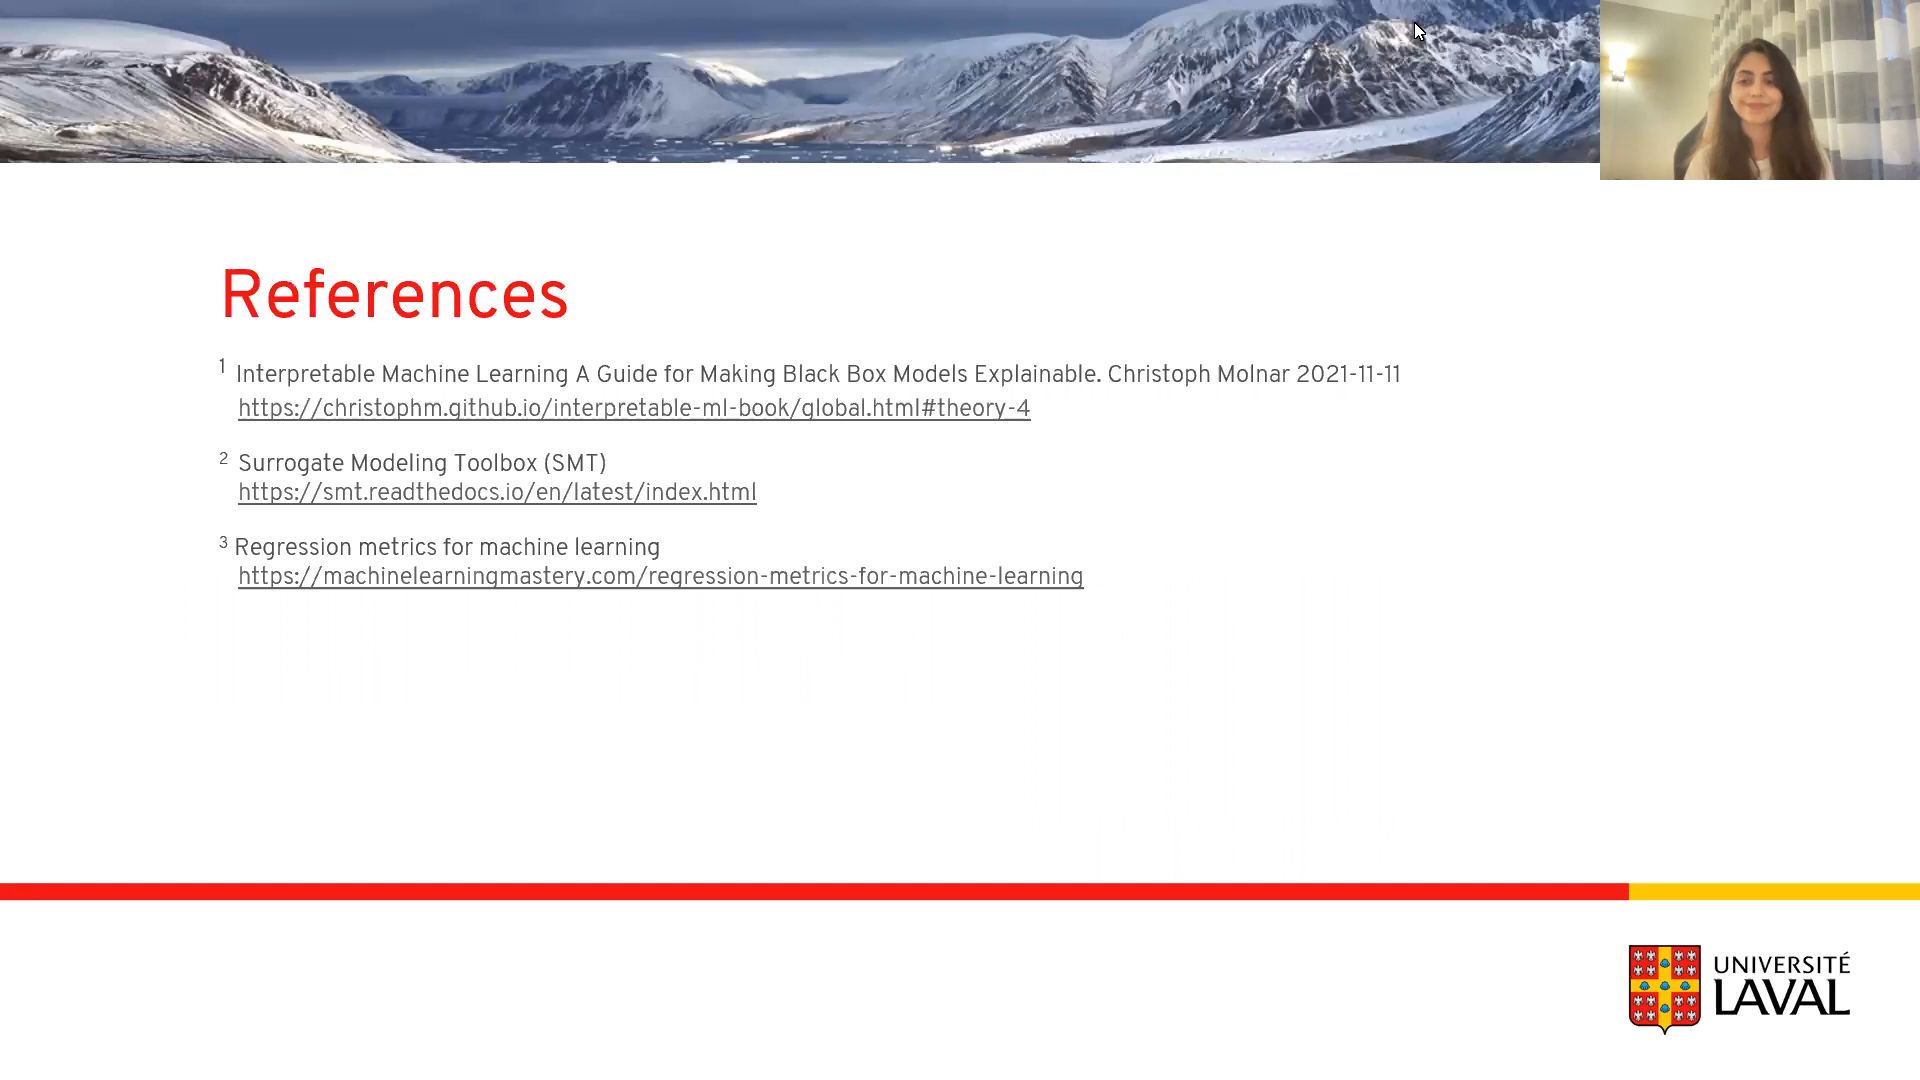 References
1 Interpretable Machine Learning A Guide for Making Black Box Models Explainable. Christoph Molnar 2021-11-11
https://christophm.github.io/interpretable-ml-book/global.html#theory-4
2 Surrogate Modeling Toolbox (SMT)
https://smt.readthedocs.io/en/latest/index.html
3 Regression metrics for machine learning
https://machinelearningmastery.com/regression-metrics-for-machine-learning
UNIVERSITÉ
LAVAL